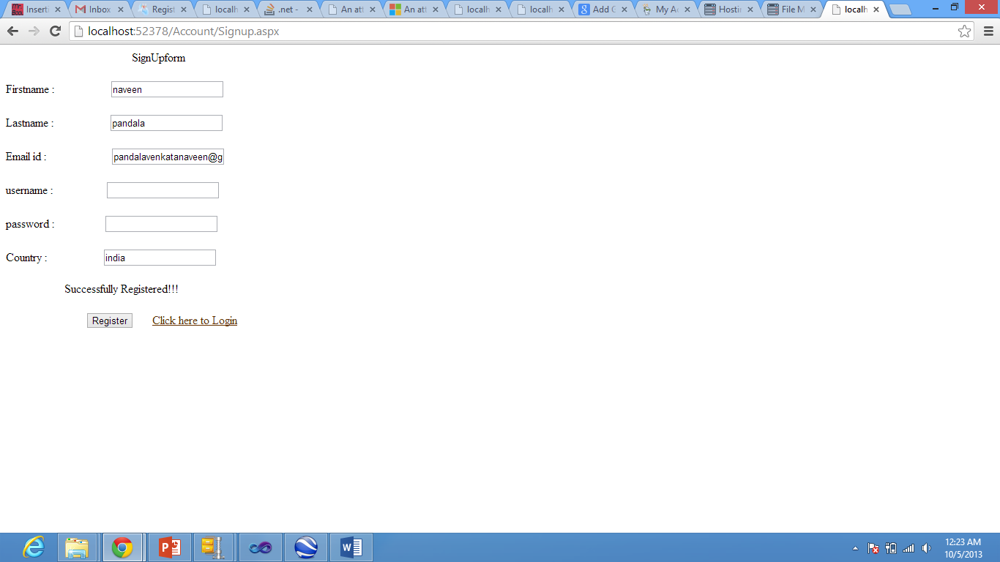 Inserti Inbox Regist localh .net - An att An att localh localh Add G My Ac Hostin File M localh
localhost:52378/Account/Signup.aspx
SignUpform
Firstname : naveen
Lastname : pandala
Email id : pandalavenkatanaveen@g
username :
password :
Country : india
Successfully Registered!!!
Register Click here to Login
12:23 AM
10/5/2013